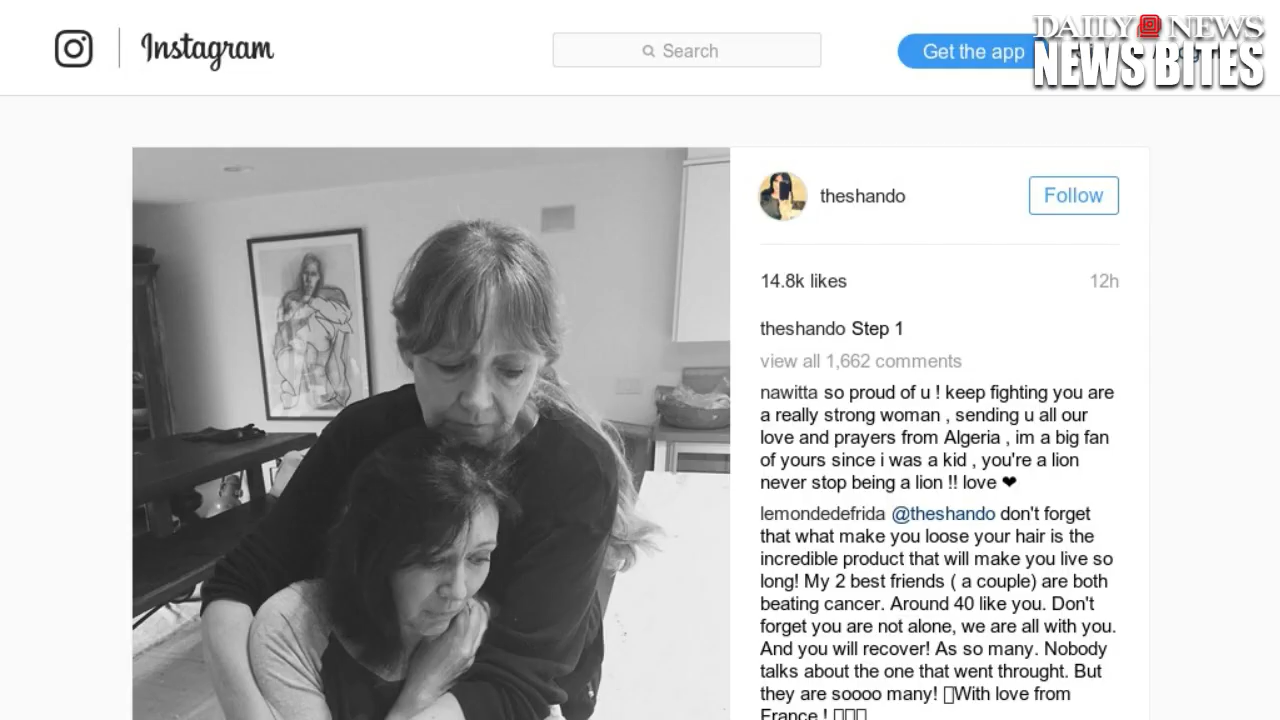 Instagram
Search
Get the app
DAILY NEWS
NEWS BITES
theshando
Follow
14.8k likes
12h
theshando Step 1
view all 1,662 comments
nawitta so proud of u ! keep fighting you are
a really strong woman , sending u all our
love and prayers from Algeria , im a big fan
of yours since i was a kid , you're a lion
never stop being a lion !! love ❤
lemondedefrida @theshando don't forget
that what make you loose your hair is the
incredible product that will make you live so
long! My 2 best friends ( a couple) are both
beating cancer. Around 40 like you. Don't
forget you are not alone, we are all with you.
And you will recover! As so many. Nobody
talks about the one that went throught. But
they are soooo many! With love from
France !